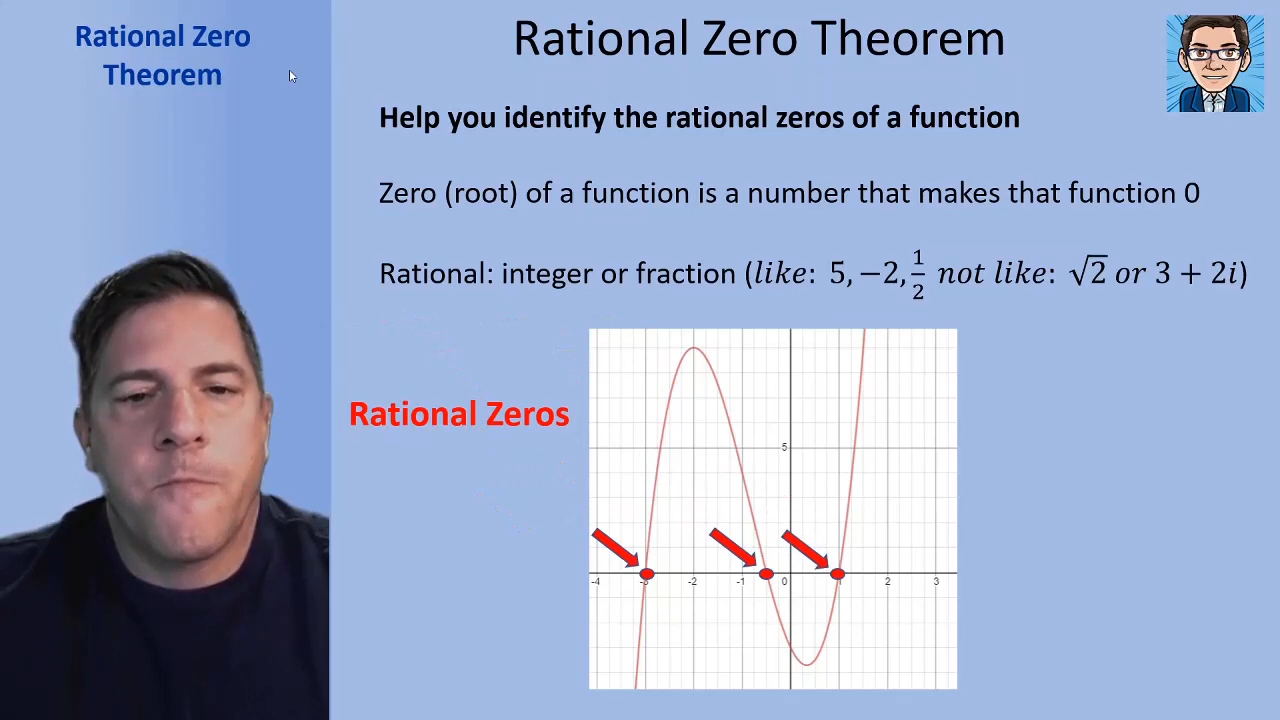 Rational Zero
Theorem
Rational Zero Theorem
Help you identify the rational zeros of a function
Zero (root) of a function is a number that makes that function 0
Rational: integer or fraction (like: 5, −2, 1/2 not like: √2 or 3 + 2i)
Rational Zeros
5
-4 -3 -2 -1 0 1 2 3